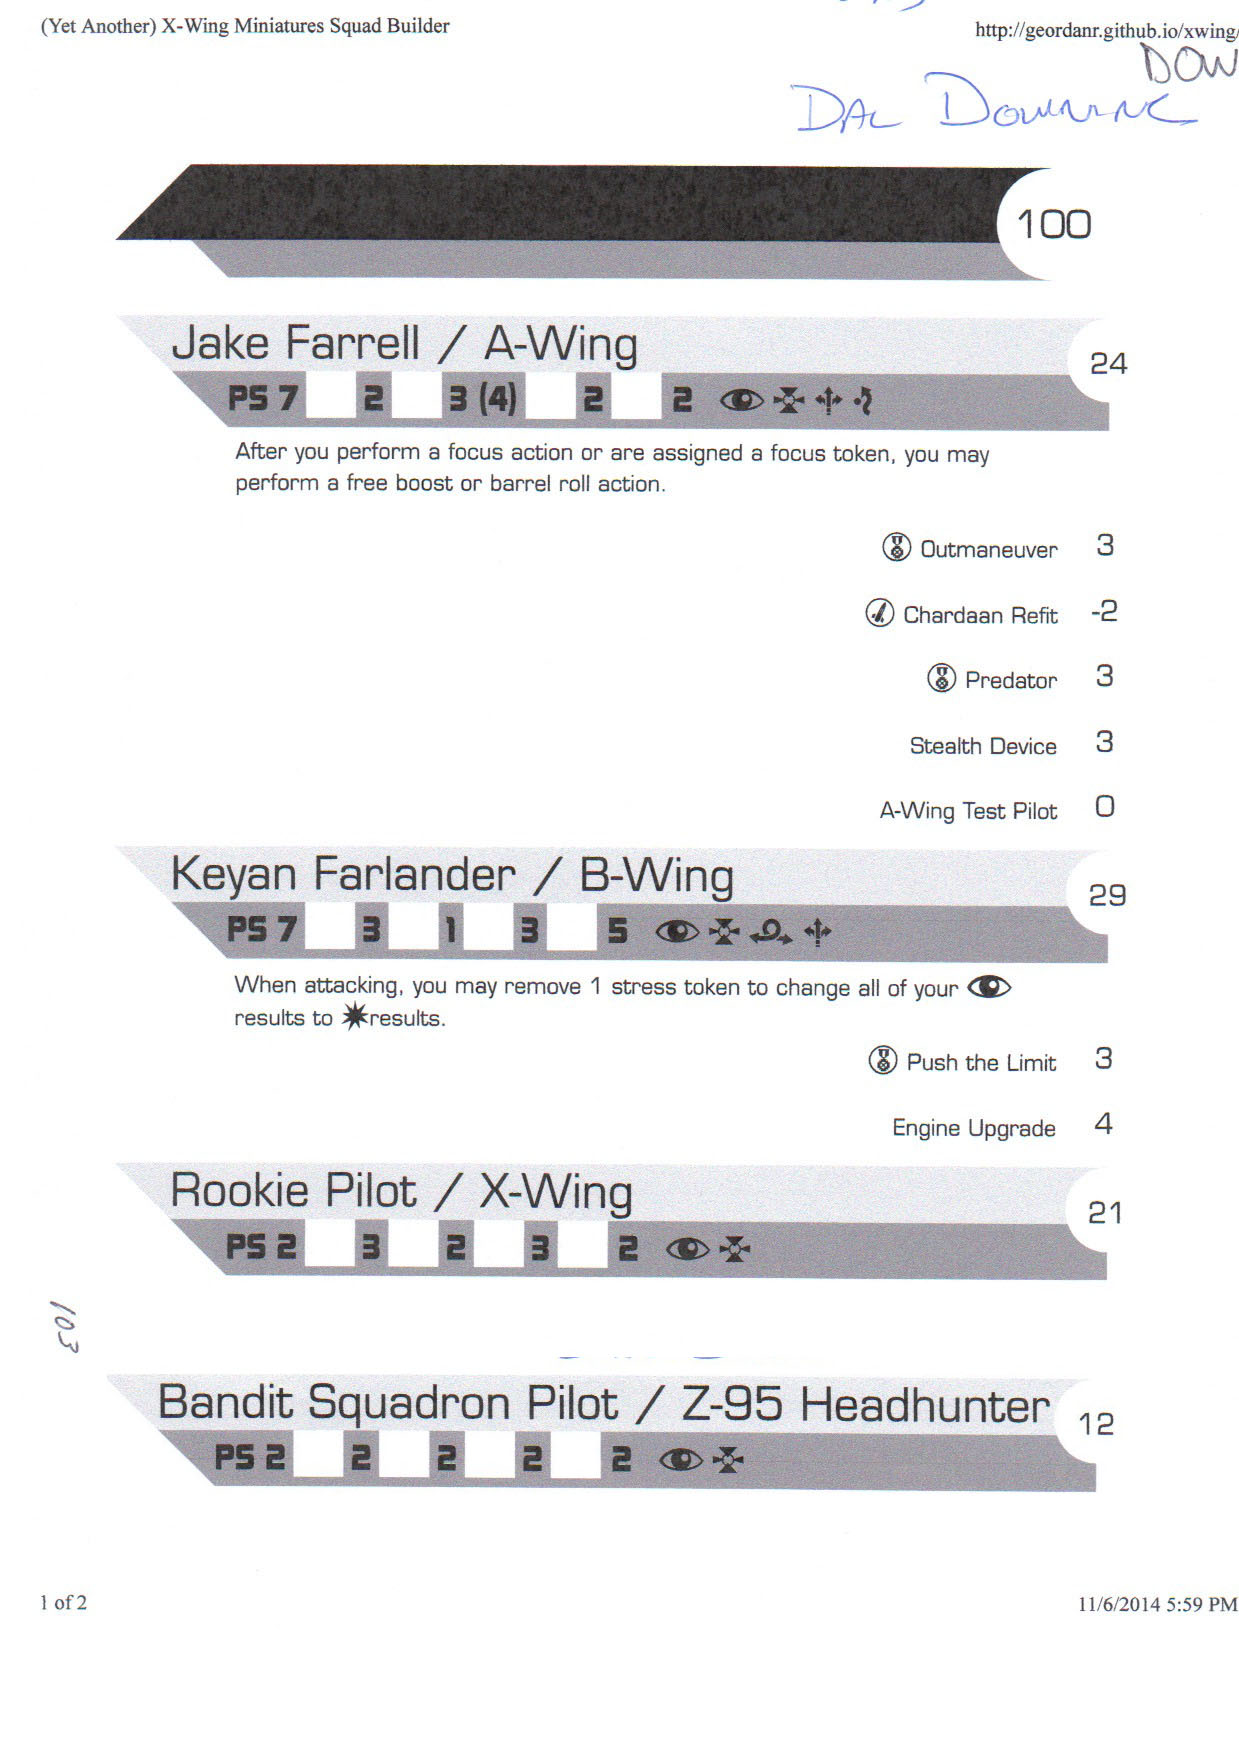 (Yet Another) X-Wing Miniatures Squad Builder
http://geordanr.github.io/xwing/
DOW
DAL DOWNING
100
Jake Farrell / A-Wing
24
PS 7 2 3 (4) 2 2
After you perform a focus action or are assigned a focus token, you may
perform a free boost or barrel roll action.
Outmaneuver 3
Chardaan Refit -2
Predator 3
Stealth Device 3
A-Wing Test Pilot 0
Keyan Farlander / B-Wing
29
PS 7 3 1 3 5
When attacking, you may remove 1 stress token to change all of your
results to results.
Push the Limit 3
Engine Upgrade 4
Rookie Pilot / X-Wing
21
PS 2 3 2 3 2
103
Bandit Squadron Pilot / Z-95 Headhunter
12
PS 2 2 2 2 2
1 of 2
11/6/2014 5:59 PM